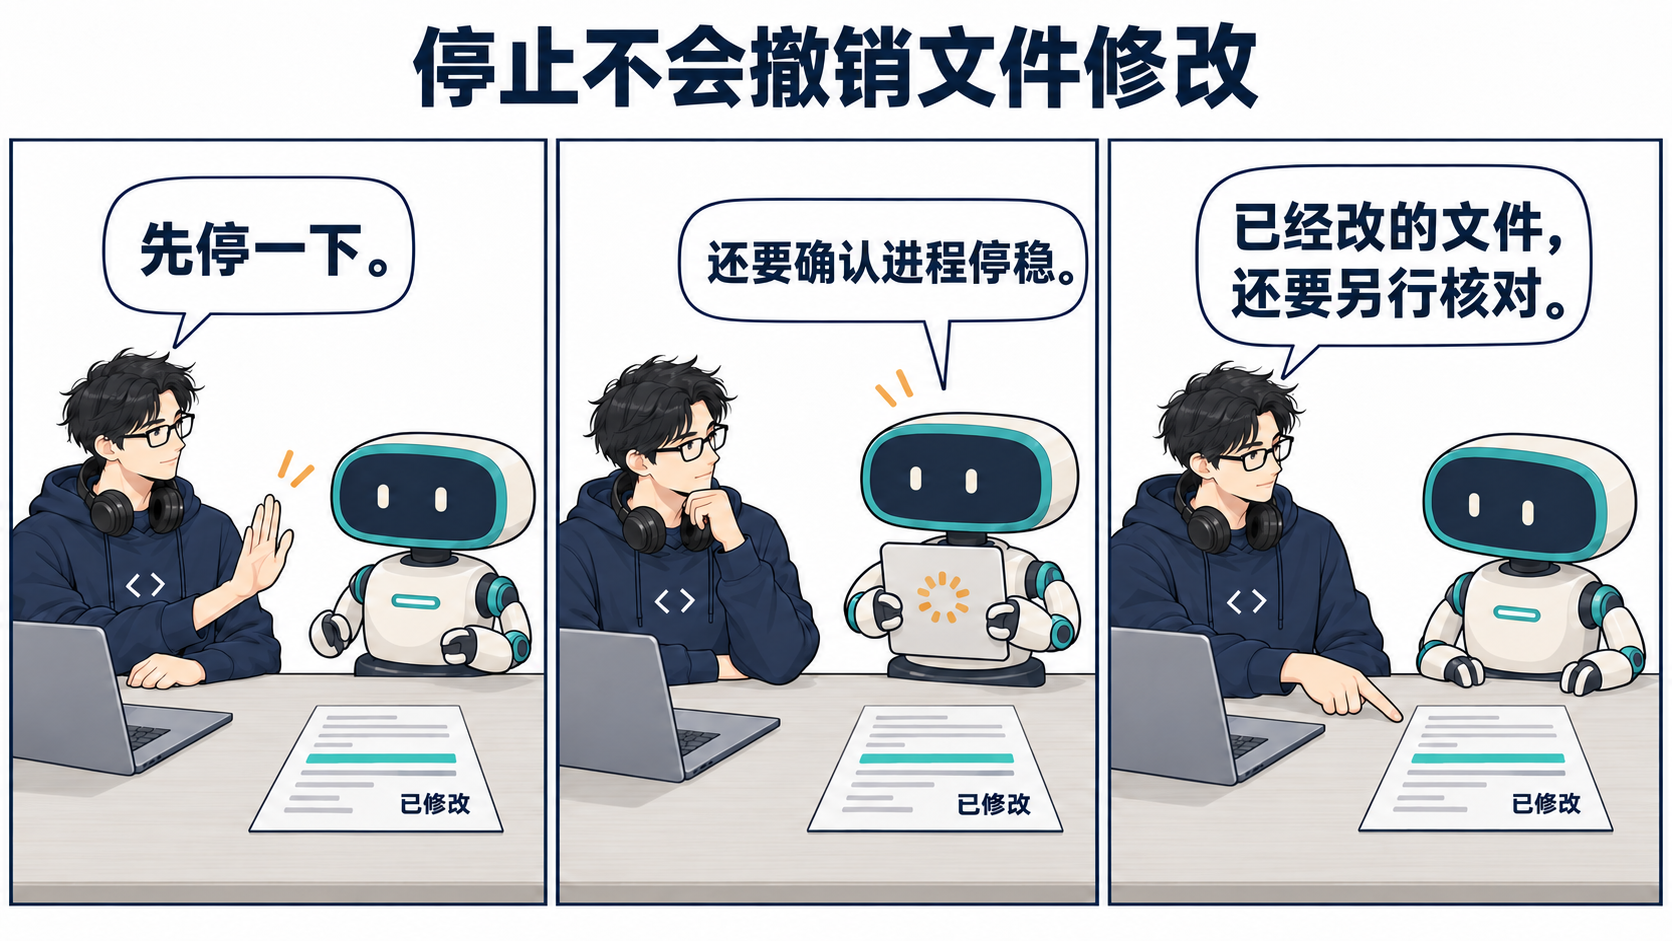 停止不会撤销文件修改
先停一下。
还要确认进程停稳。
已经改的文件，
还要另行核对。
<>
<>
<>
已修改
已修改
已修改